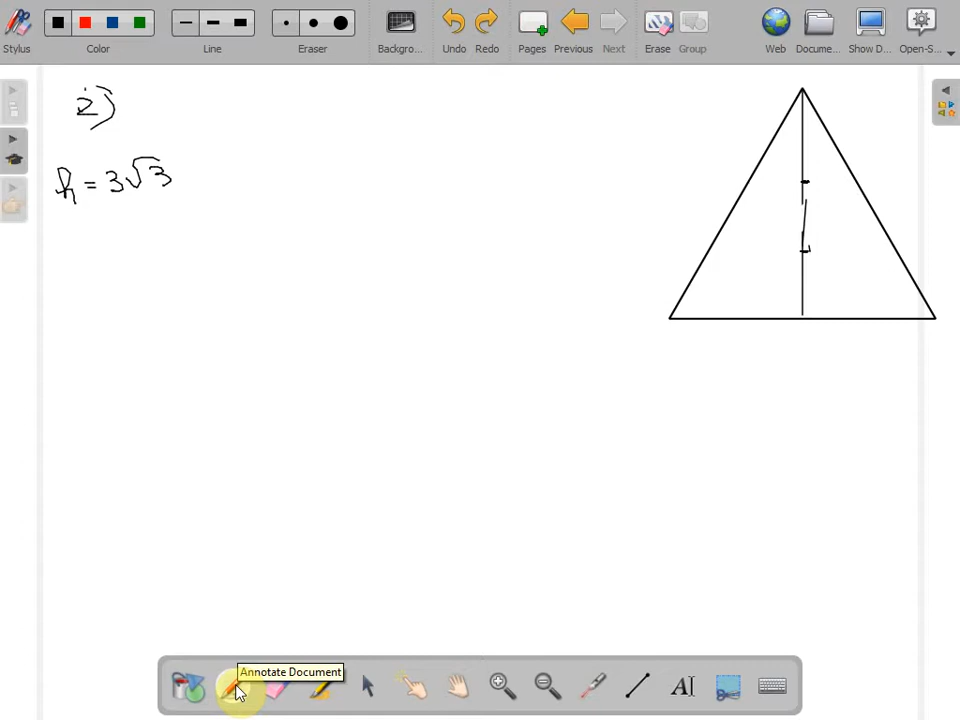 Stylus
Color
Line
Eraser
Backgro...
Undo
Redo
Pages
Previous
Next
Erase
Group
Web
Docume...
Show D...
Open-S...
2)
h = 3√3
Annotate Document
AI